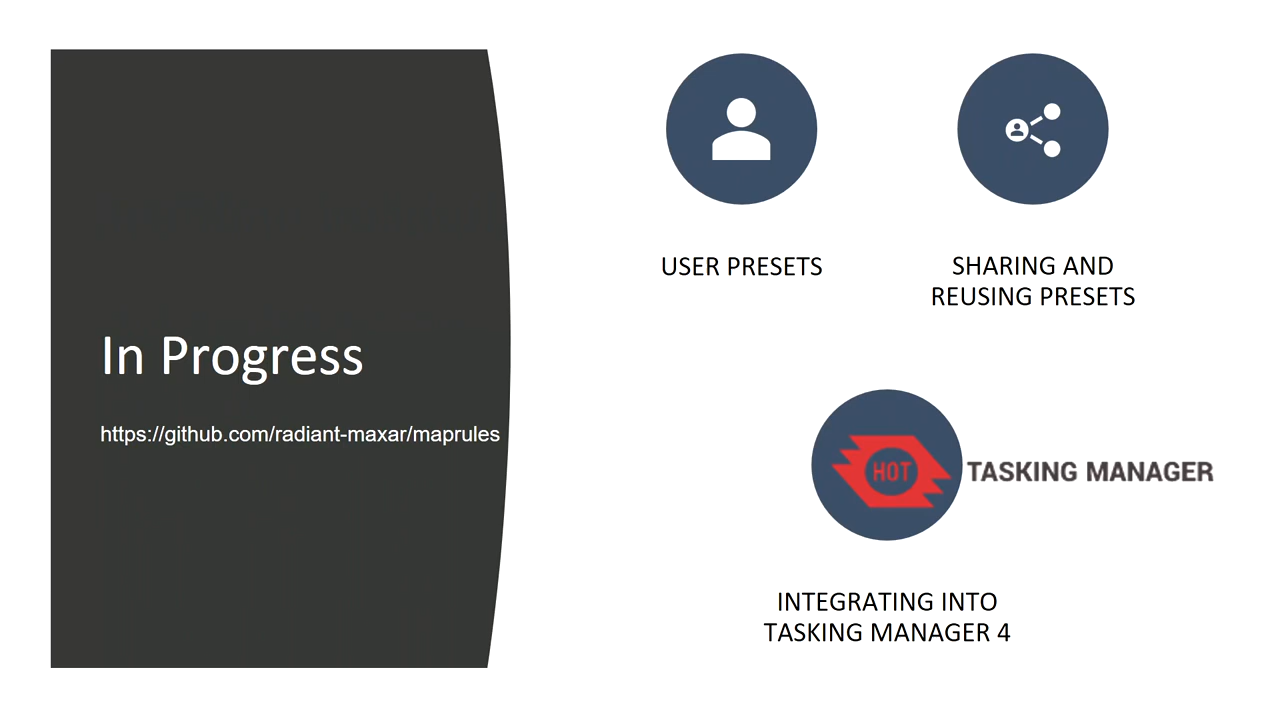 In Progress
https://github.com/radiant-maxar/maprules
USER PRESETS
SHARING AND
REUSING PRESETS
HOT TASKING MANAGER
INTEGRATING INTO
TASKING MANAGER 4